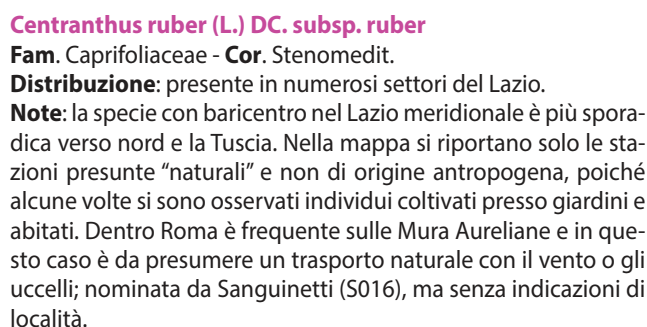 Centranthus ruber (L.) DC. subsp. ruber
Fam. Caprifoliaceae - Cor. Stenomedit.
Distribuzione: presente in numerosi settori del Lazio.
Note: la specie con baricentro nel Lazio meridionale è più spora-
dica verso nord e la Tuscia. Nella mappa si riportano solo le sta-
zioni presunte “naturali” e non di origine antropogena, poiché
alcune volte si sono osservati individui coltivati presso giardini e
abitati. Dentro Roma è frequente sulle Mura Aureliane e in que-
sto caso è da presumere un trasporto naturale con il vento o gli
uccelli; nominata da Sanguinetti (S016), ma senza indicazioni di
località.